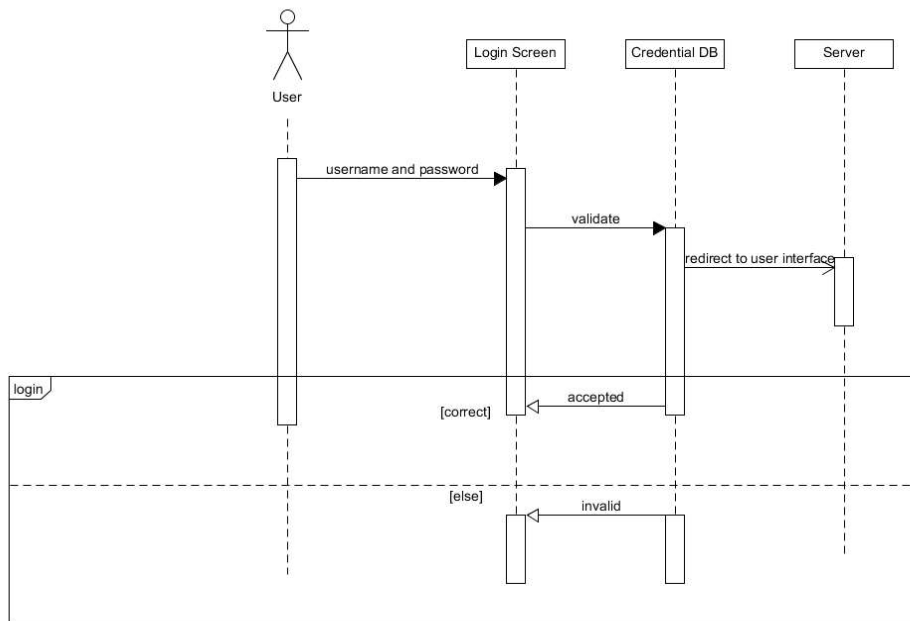 User
Login Screen
Credential DB
Server
username and password
validate
redirect to user interface
login
accepted
[correct]
[else]
invalid